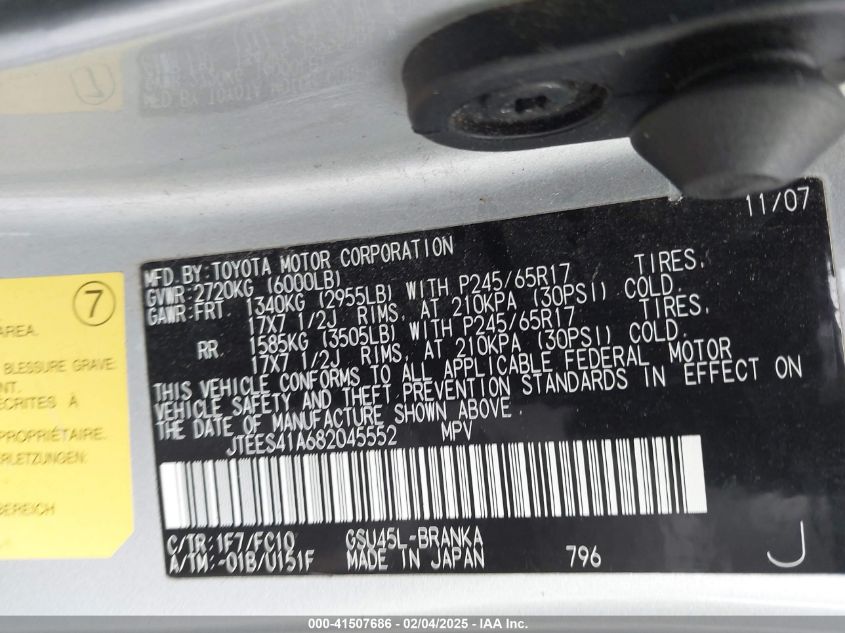 11/07
MFD.BY:TOYOTA MOTOR CORPORATION
GVWR:2720KG (6000LB)
GAWR:FRT. 1340KG (2955LB) WITH P245/65R17 TIRES,
17X7 1/2J RIMS, AT 210KPA (30PSI) COLD.
RR. 1585KG (3505LB) WITH P245/65R17 TIRES,
17X7 1/2J RIMS, AT 210KPA (30PSI) COLD.
THIS VEHICLE CONFORMS TO ALL APPLICABLE FEDERAL MOTOR
VEHICLE SAFETY AND THEFT PREVENTION STANDARDS IN EFFECT ON
THE DATE OF MANUFACTURE SHOWN ABOVE.
JTEES41A682045552 MPV
C/TR:1F7/FC10 GSU45L-BRANKA
A/TM:-01B/U151F MADE IN JAPAN 796 J
7
AREA.
BLESSURE GRAVE
ENT.
ÉCRITES À
PROPRIÉTAIRE.
RLETZUNGEN:
BEREICH
000-41507686 - 02/04/2025 - IAA Inc.